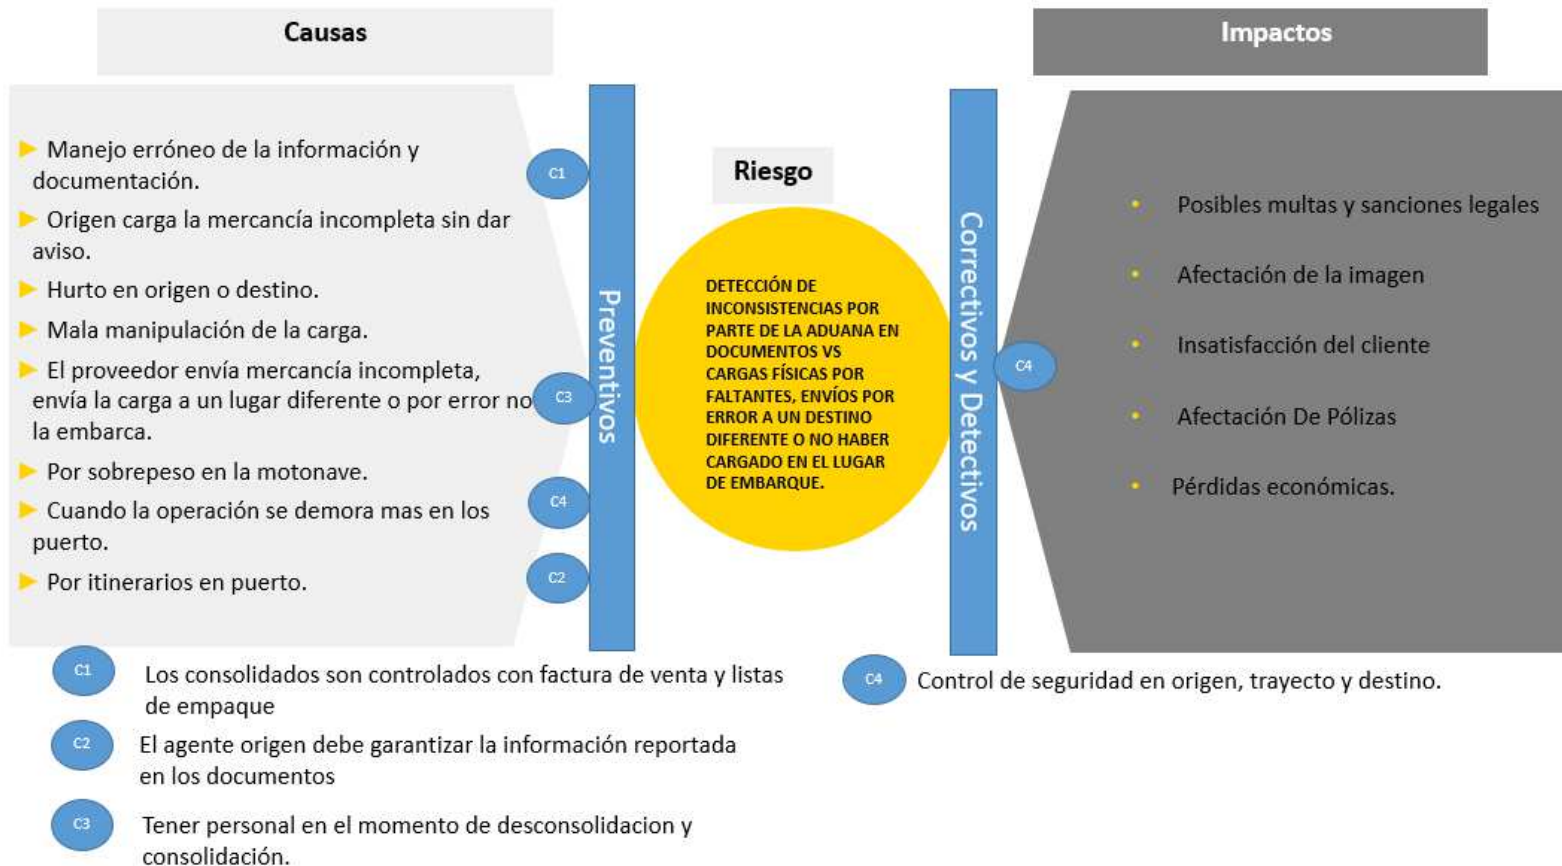 Causas
Impactos
► Manejo erróneo de la información y
documentación.
► Origen carga la mercancía incompleta sin dar
aviso.
► Hurto en origen o destino.
► Mala manipulación de la carga.
► El proveedor envía mercancía incompleta,
envía la carga a un lugar diferente o por error no
la embarca.
► Por sobrepeso en la motonave.
► Cuando la operación se demora mas en los
puerto.
► Por itinerarios en puerto.
C1
C3
C4
C2
Preventivos
Riesgo
DETECCIÓN DE
INCONSISTENCIAS POR
PARTE DE LA ADUANA EN
DOCUMENTOS VS
CARGAS FÍSICAS POR
FALTANTES, ENVÍOS POR
ERROR A UN DESTINO
DIFERENTE O NO HABER
CARGADO EN EL LUGAR
DE EMBARQUE.
Correctivos y Detectivos
C4
• Posibles multas y sanciones legales
• Afectación de la imagen
• Insatisfacción del cliente
• Afectación De Pólizas
• Pérdidas económicas.
C1 Los consolidados son controlados con factura de venta y listas
de empaque
C2 El agente origen debe garantizar la información reportada
en los documentos
C3 Tener personal en el momento de desconsolidacion y
consolidación.
C4 Control de seguridad en origen, trayecto y destino.